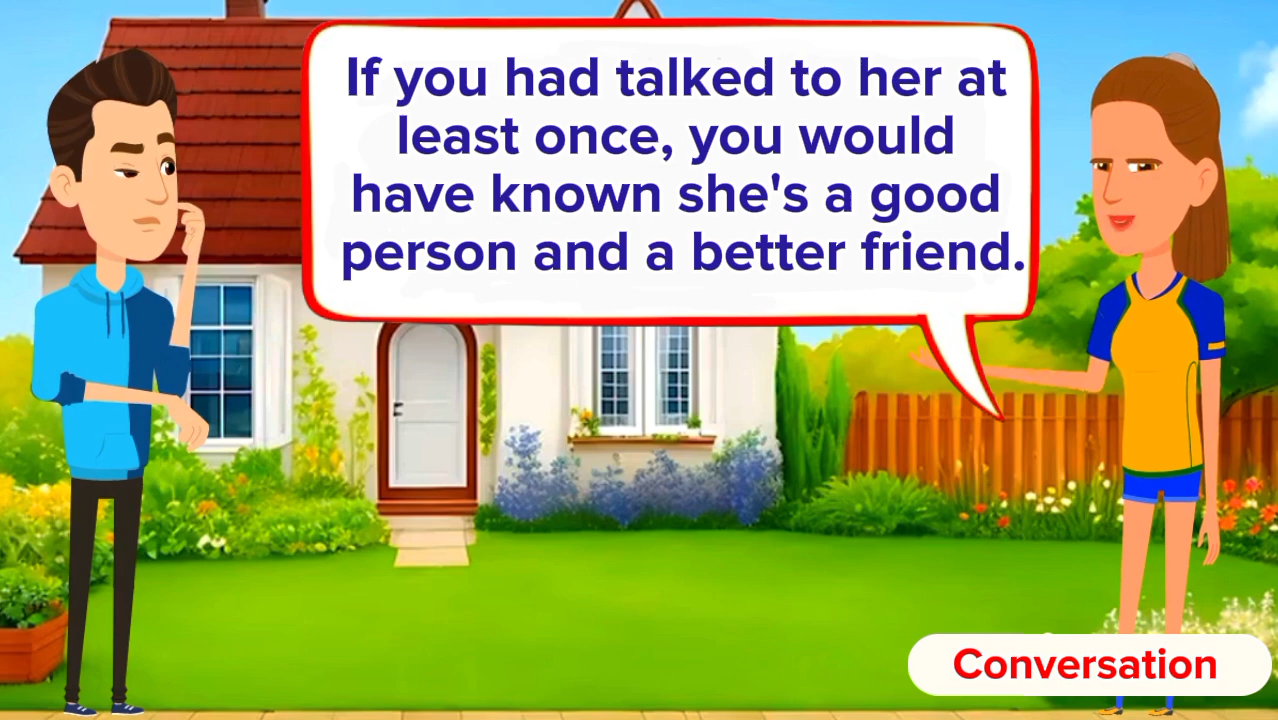 If you had talked to her at
least once, you would
have known she's a good
person and a better friend.
Conversation